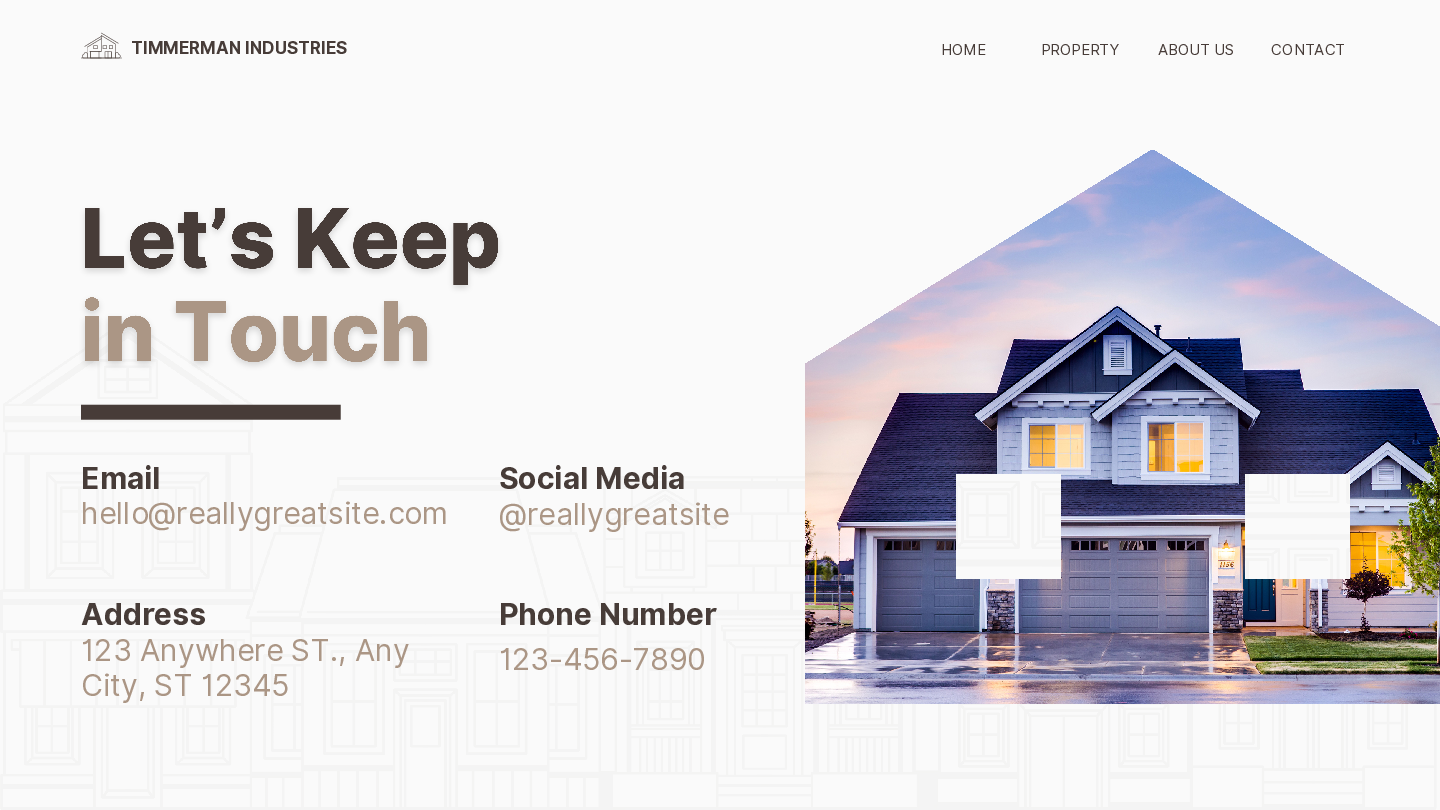 TIMMERMAN INDUSTRIES
HOME PROPERTY ABOUT US CONTACT
Let’s Keep
in Touch
Email
hello@reallygreatsite.com
Social Media
@reallygreatsite
Address
123 Anywhere ST., Any
City, ST 12345
Phone Number
123-456-7890
1156